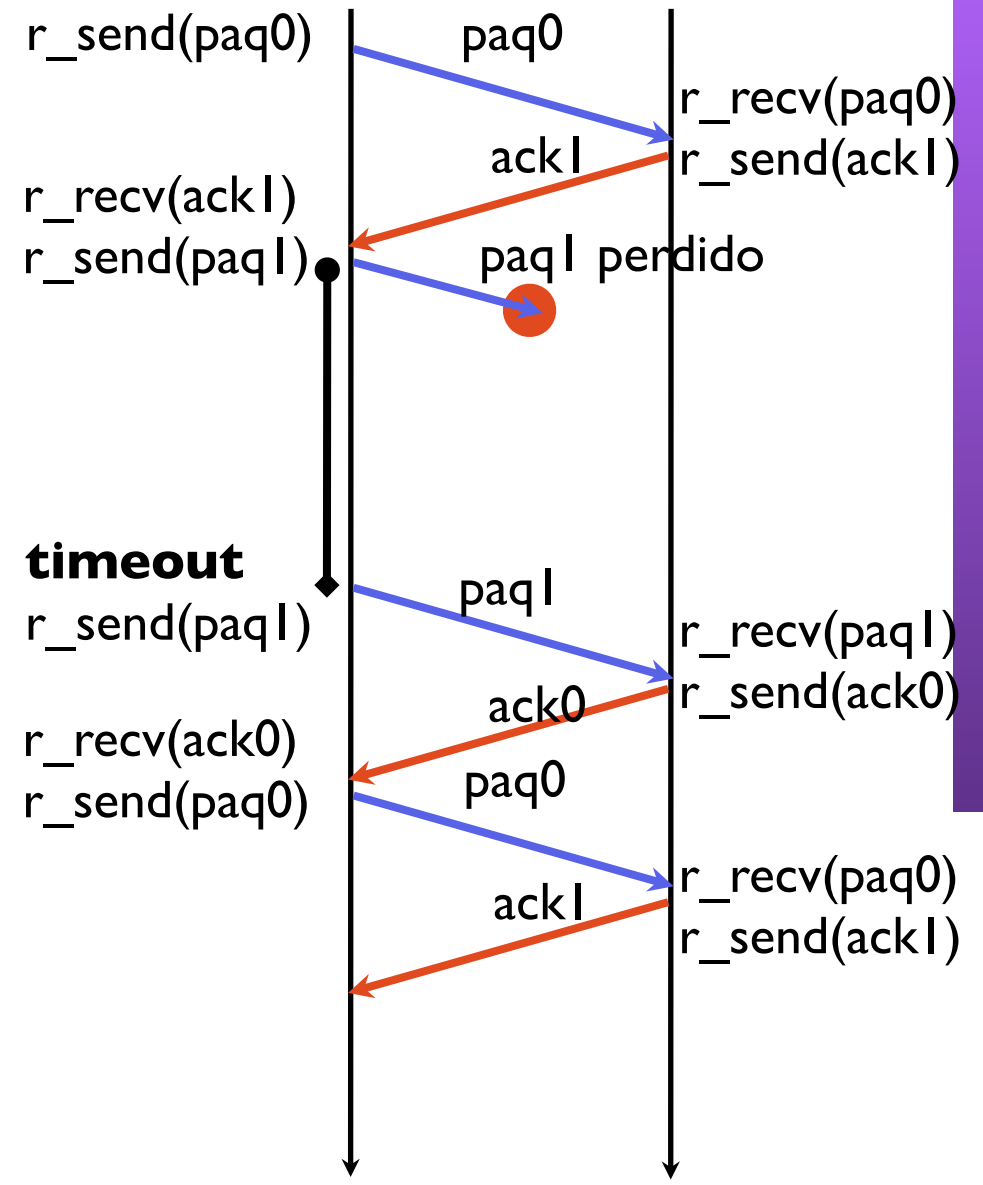 r_send(paq0)
paq0
r_recv(paq0)
ack1
r_send(ack1)
r_recv(ack1)
r_send(paq1)
paq1 perdido
timeout
paq1
r_send(paq1)
r_recv(paq1)
r_send(ack0)
ack0
r_recv(ack0)
paq0
r_send(paq0)
r_recv(paq0)
ack1
r_send(ack1)